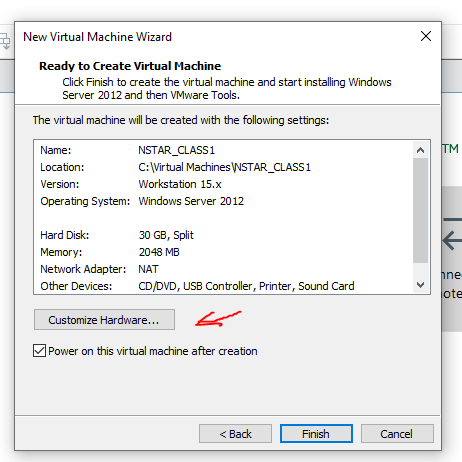 New Virtual Machine Wizard
Ready to Create Virtual Machine
Click Finish to create the virtual machine and start installing Windows
Server 2012 and then VMware Tools.
The virtual machine will be created with the following settings:
Name: NSTAR_CLASS1
Location: C:\Virtual Machines\NSTAR_CLASS1
Version: Workstation 15.x
Operating System: Windows Server 2012
Hard Disk: 30 GB, Split
Memory: 2048 MB
Network Adapter: NAT
Other Devices: CD/DVD, USB Controller, Printer, Sound Card
Customize Hardware...
Power on this virtual machine after creation
< Back Finish Cancel
TM